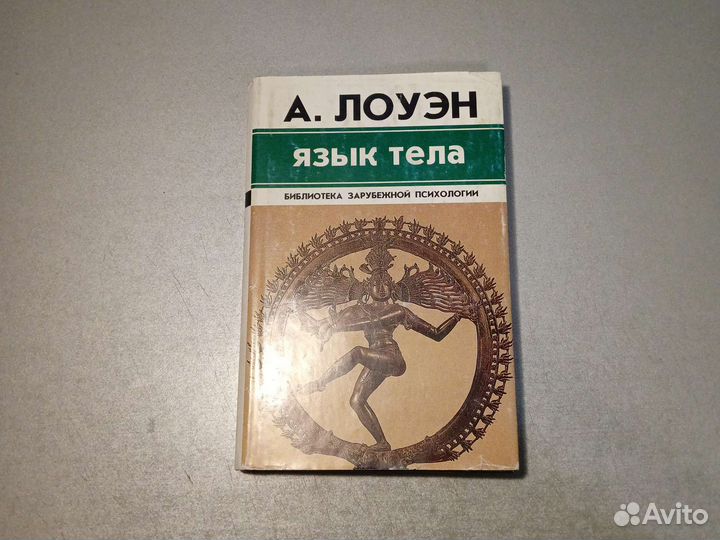 А. ЛОУЭН
язык тела
БИБЛИОТЕКА ЗАРУБЕЖНОЙ ПСИХОЛОГИИ
Avito